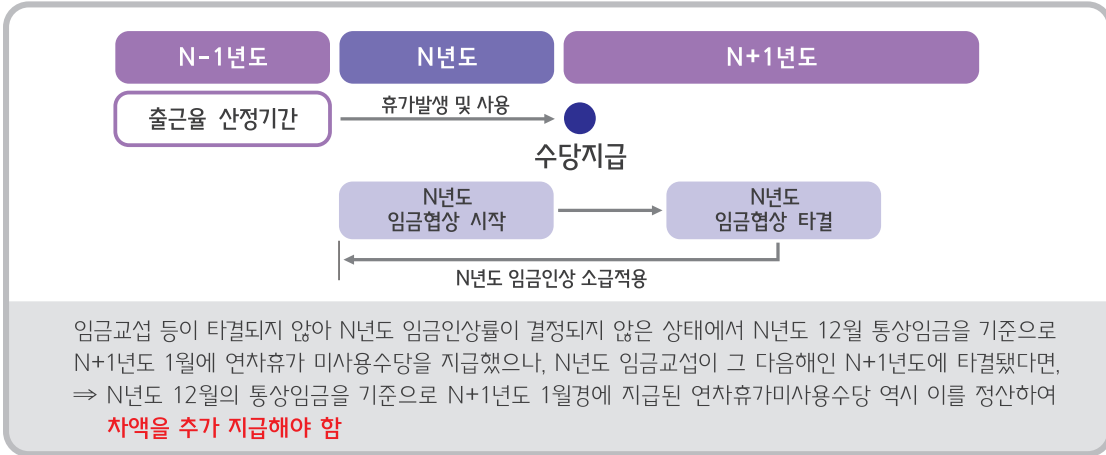 N-1년도 N년도 N+1년도
출근율 산정기간 휴가발생 및 사용
수당지급
N년도 N년도
임금협상 시작 임금협상 타결
N년도 임금인상 소급적용
임금교섭 등이 타결되지 않아 N년도 임금인상률이 결정되지 않은 상태에서 N년도 12월 통상임금을 기준으로
N+1년도 1월에 연차휴가 미사용수당을 지급했으나, N년도 임금교섭이 그 다음해인 N+1년도에 타결됐다면,
⇒ N년도 12월의 통상임금을 기준으로 N+1년도 1월경에 지급된 연차휴가미사용수당 역시 이를 정산하여
차액을 추가 지급해야 함